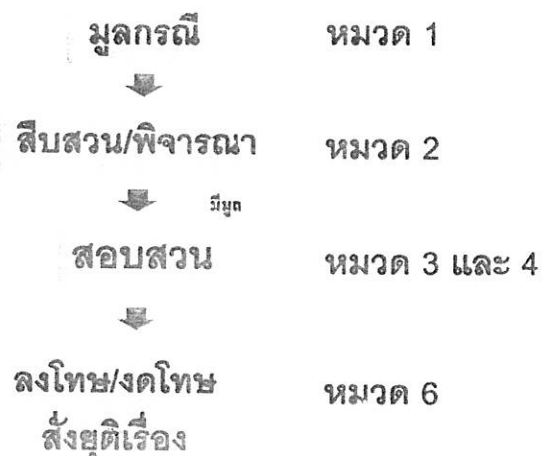 มูลกรณี หมวด 1
สืบสวน/พิจารณา หมวด 2
มีมูล
สอบสวน หมวด 3 และ 4
ลงโทษ/งดโทษ หมวด 6
สั่งยุติเรื่อง